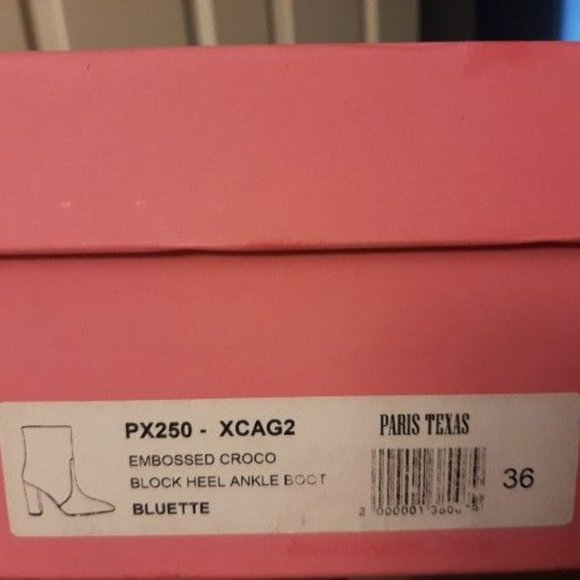 PX250 - XCAG2
PARIS TEXAS
EMBOSSED CROCO
BLOCK HEEL ANKLE BOOT
BLUETTE
36